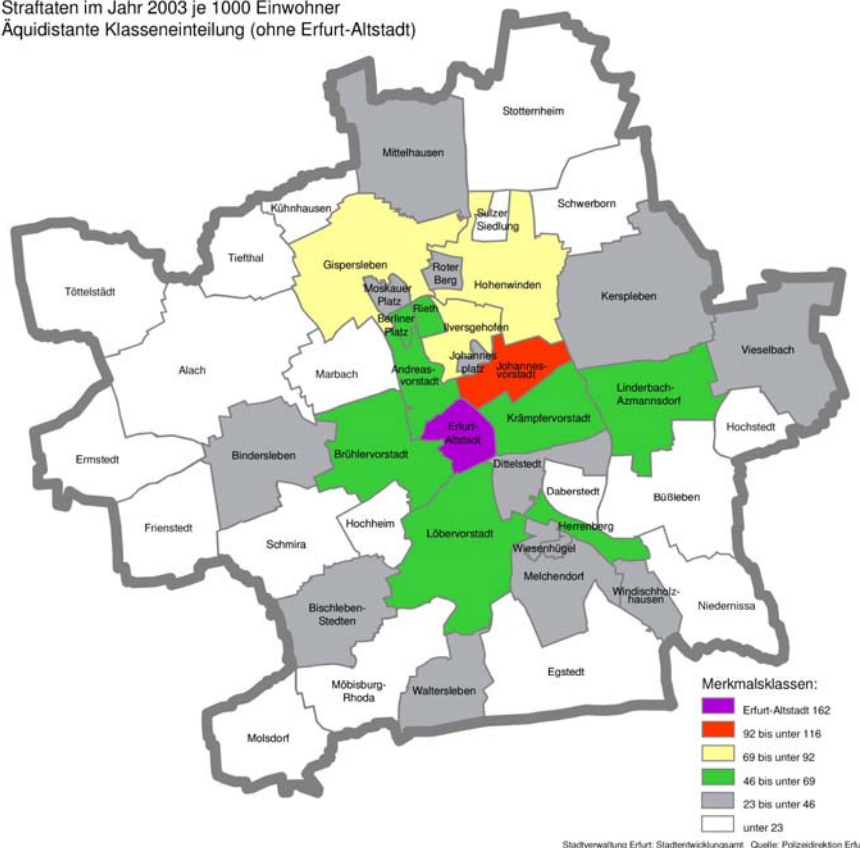 Straftaten im Jahr 2003 je 1000 Einwohner
Äquidistante Klasseneinteilung (ohne Erfurt-Altstadt)
Stotternheim
Mittelhausen
Schwerborn
Kühnhausen
Sulzer
Siedlung
Tiefthal
Gispersleben
Roter
Berg
Hohenwinden
Töttelstädt
Moskauer
Platz
Kerspleben
Rieth
Berliner
Platz
Ilversgehofen
Vieselbach
Johannes
platz
Johannes-
vorstadt
Alach
Marbach
Andreas-
vorstadt
Linderbach-
Azmannsdorf
Krämpfervorstadt
Hochstedt
Erfurt-
Altstadt
Ermstedt
Bindersleben
Brühlervorstadt
Dittelstedt
Daberstedt
Büßleben
Frienstedt
Hochheim
Schmira
Löbervorstadt
Herrenberg
Wiesenhügel
Melchendorf
Windischholz-
hausen
Niedernissa
Bischleben-
Stedten
Egstedt
Möbisburg-
Rhoda
Waltersleben
Molsdorf
Merkmalsklassen:
Erfurt-Altstadt 162
92 bis unter 116
69 bis unter 92
46 bis unter 69
23 bis unter 46
unter 23
Stadtverwaltung Erfurt: Stadtentwicklungsamt Quelle: Polizeidirektion Erfu